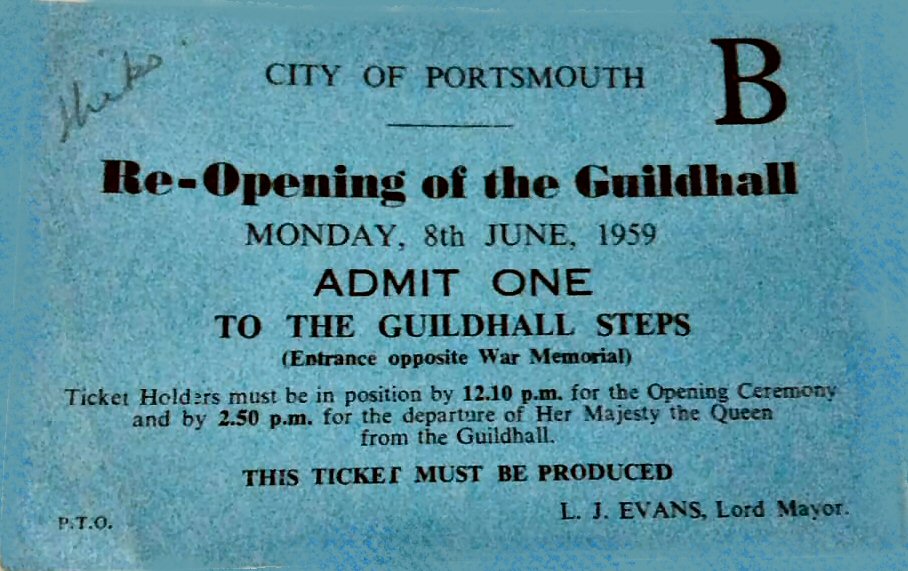 CITY OF PORTSMOUTH
B
Re-Opening of the Guildhall
MONDAY, 8th JUNE, 1959
ADMIT ONE
TO THE GUILDHALL STEPS
(Entrance opposite War Memorial)
Ticket Holders must be in position by 12.10 p.m. for the Opening Ceremony
and by 2.50 p.m. for the departure of Her Majesty the Queen
from the Guildhall.
THIS TICKET MUST BE PRODUCED
L. J. EVANS, Lord Mayor.
P.T.O.